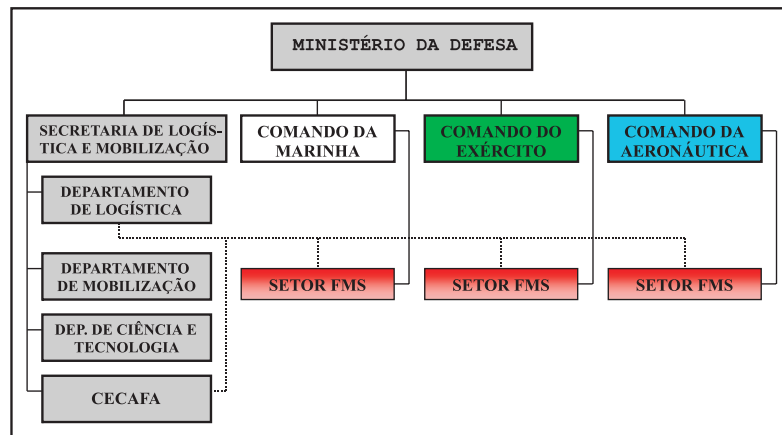 MINISTÉRIO DA DEFESA
SECRETARIA DE LOGÍS-
TICA E MOBILIZAÇÃO
COMANDO DA
MARINHA
COMANDO DO
EXÉRCITO
COMANDO DA
AERONÁUTICA
DEPARTAMENTO
DE LOGÍSTICA
DEPARTAMENTO
DE MOBILIZAÇÃO
SETOR FMS
SETOR FMS
SETOR FMS
DEP. DE CIÊNCIA E
TECNOLOGIA
CECAFA